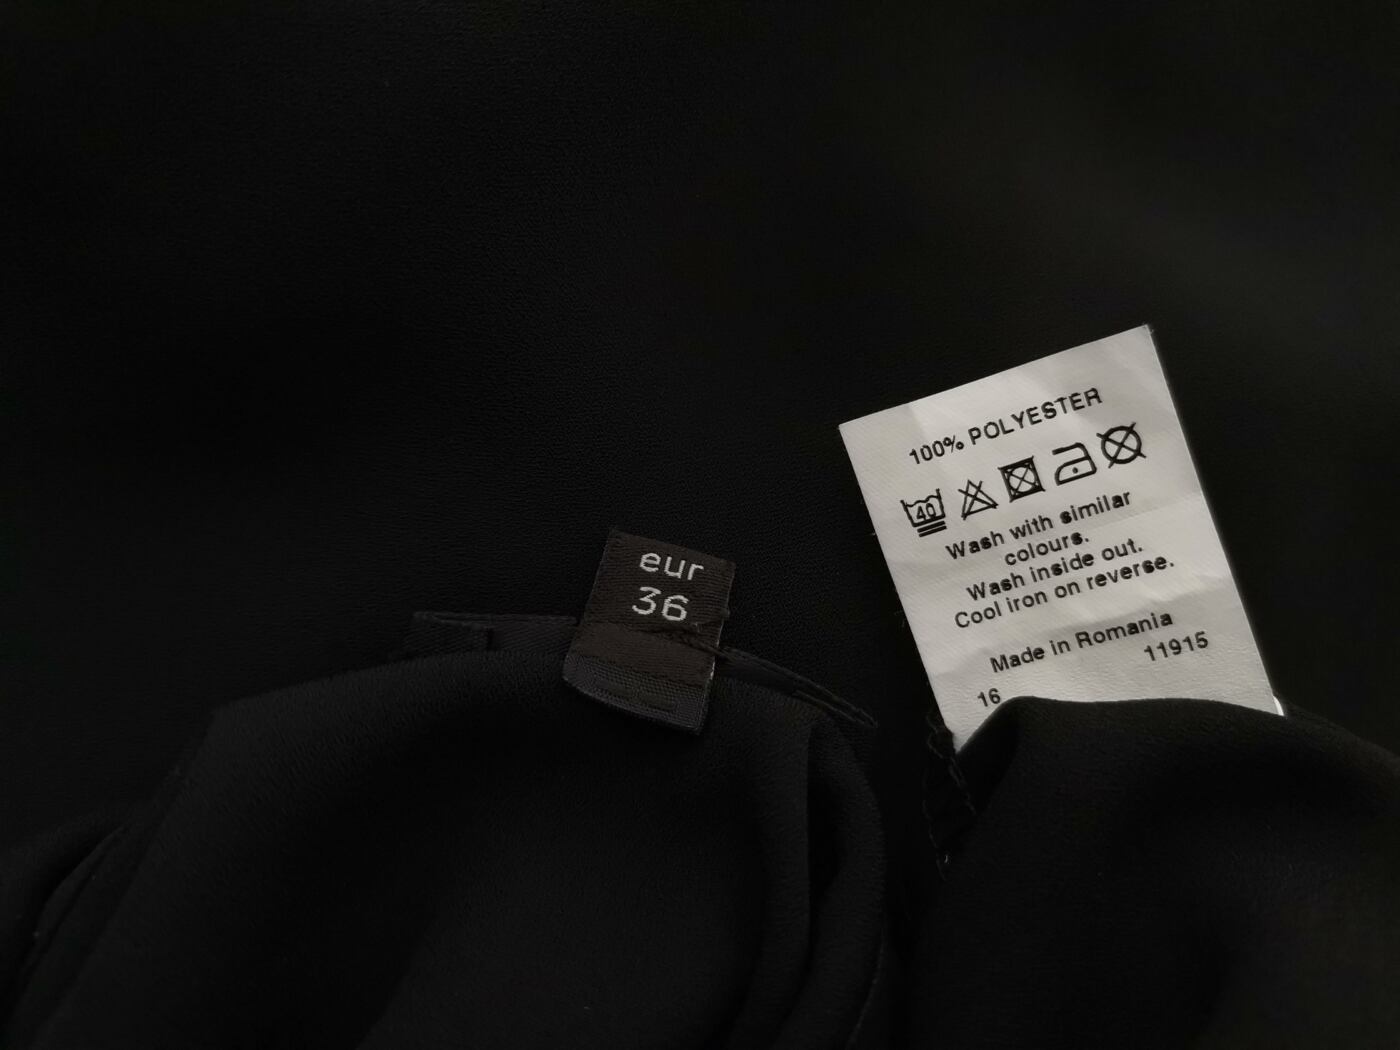 eur
36
100% POLYESTER
40
Wash with similar
colours.
Wash inside out.
Cool iron on reverse.
Made in Romania
11915
16